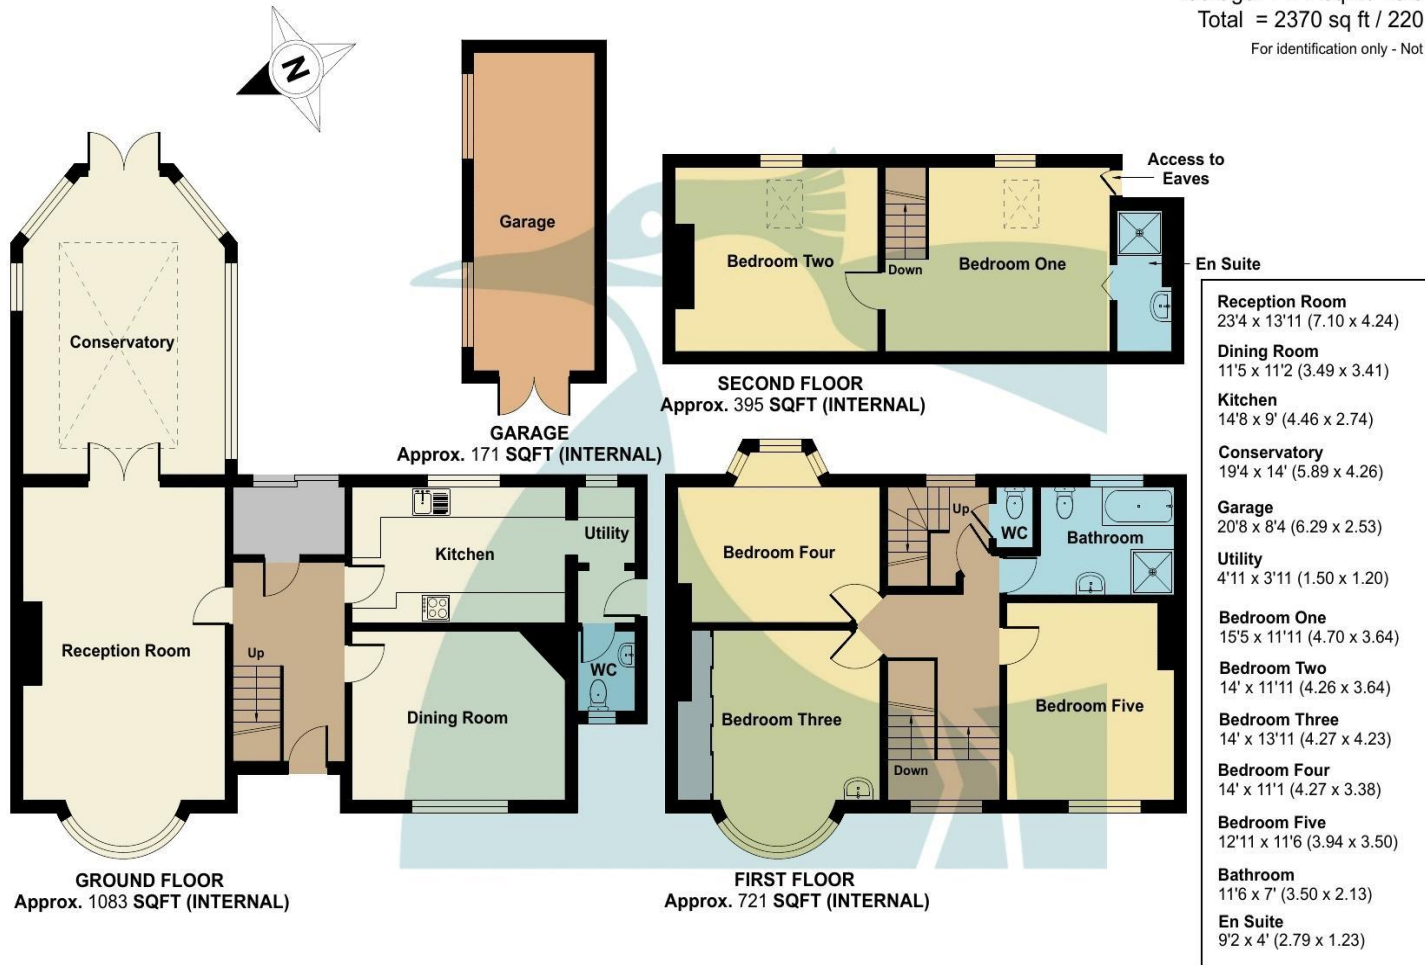 Total = 2370 sq ft / 220
For identification only - Not
N
Garage
GARAGE
Approx. 171 SQFT (INTERNAL)
Access to
Eaves
Bedroom Two
Down
Bedroom One
En Suite
SECOND FLOOR
Approx. 395 SQFT (INTERNAL)
Conservatory
Kitchen
Utility
Reception Room
Up
WC
Dining Room
GROUND FLOOR
Approx. 1083 SQFT (INTERNAL)
Up
WC
Bathroom
Bedroom Four
Bedroom Three
Bedroom Five
Down
FIRST FLOOR
Approx. 721 SQFT (INTERNAL)
Reception Room
23'4 x 13'11 (7.10 x 4.24)
Dining Room
11'5 x 11'2 (3.49 x 3.41)
Kitchen
14'8 x 9' (4.46 x 2.74)
Conservatory
19'4 x 14' (5.89 x 4.26)
Garage
20'8 x 8'4 (6.29 x 2.53)
Utility
4'11 x 3'11 (1.50 x 1.20)
Bedroom One
15'5 x 11'11 (4.70 x 3.64)
Bedroom Two
14' x 11'11 (4.26 x 3.64)
Bedroom Three
14' x 13'11 (4.27 x 4.23)
Bedroom Four
14' x 11'1 (4.27 x 3.38)
Bedroom Five
12'11 x 11'6 (3.94 x 3.50)
Bathroom
11'6 x 7' (3.50 x 2.13)
En Suite
9'2 x 4' (2.79 x 1.23)